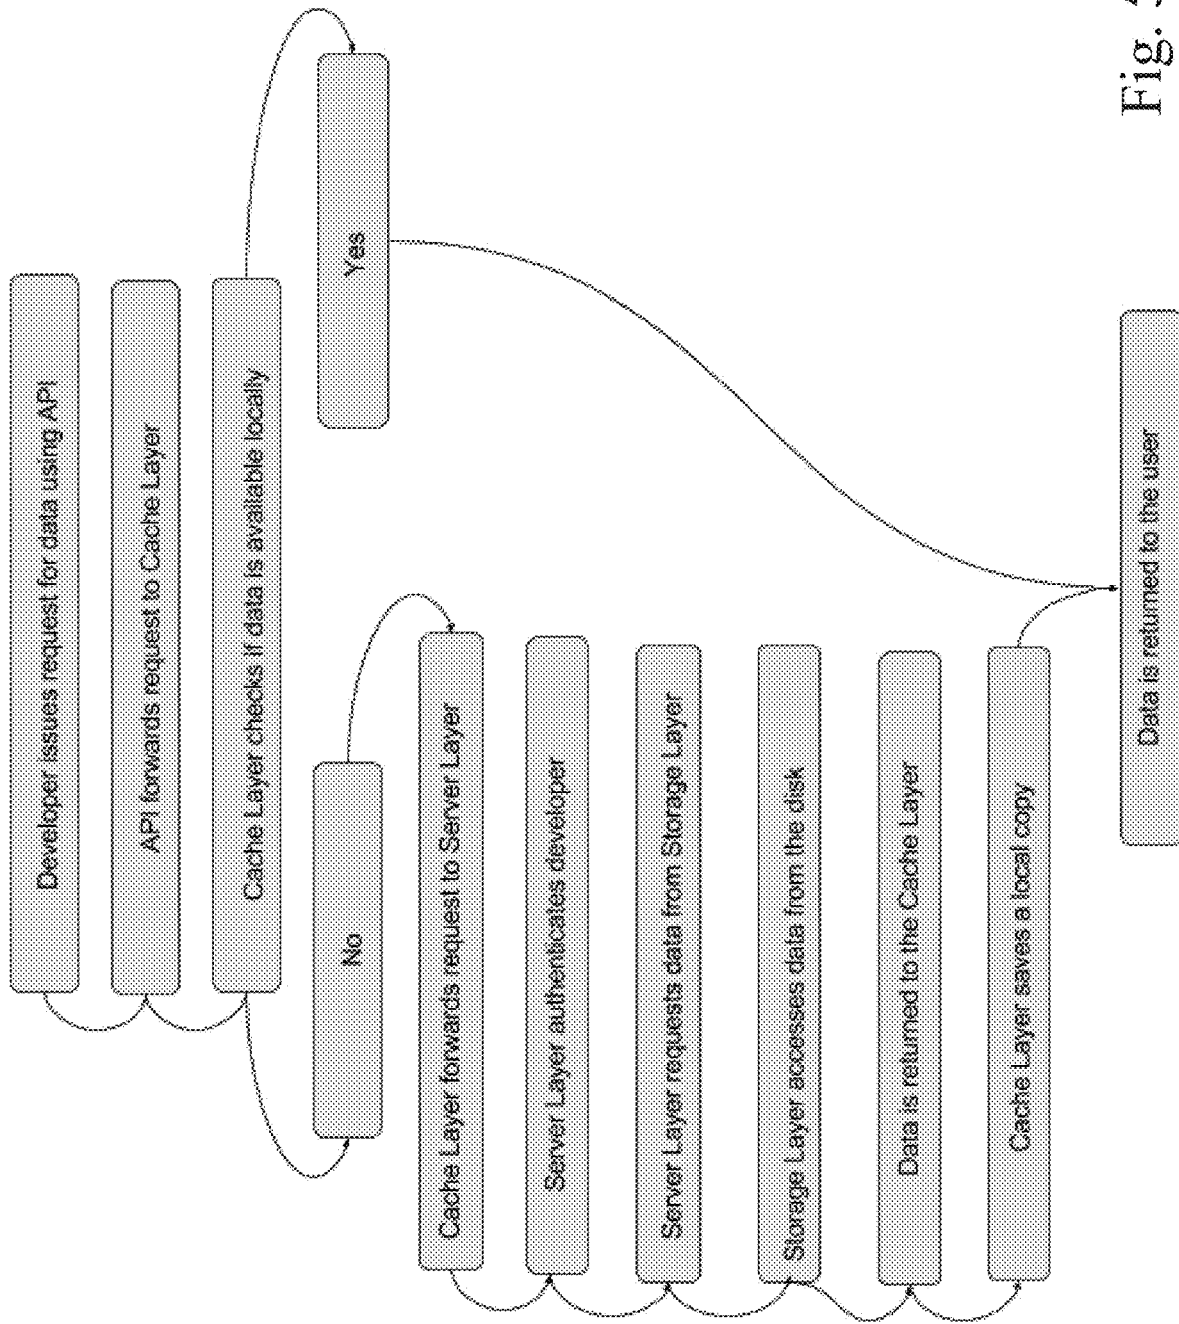 Developer issues request for data using API
API forwards request to Cache Layer
Cache Layer checks if data is available locally
No
Yes
Cache Layer forwards request to Server Layer
Server Layer authenticates developer
Server Layer requests data from Storage Layer
Storage Layer accesses data from the disk
Data is returned to the Cache Layer
Cache Layer saves a local copy
Data is returned to the user
Fig.